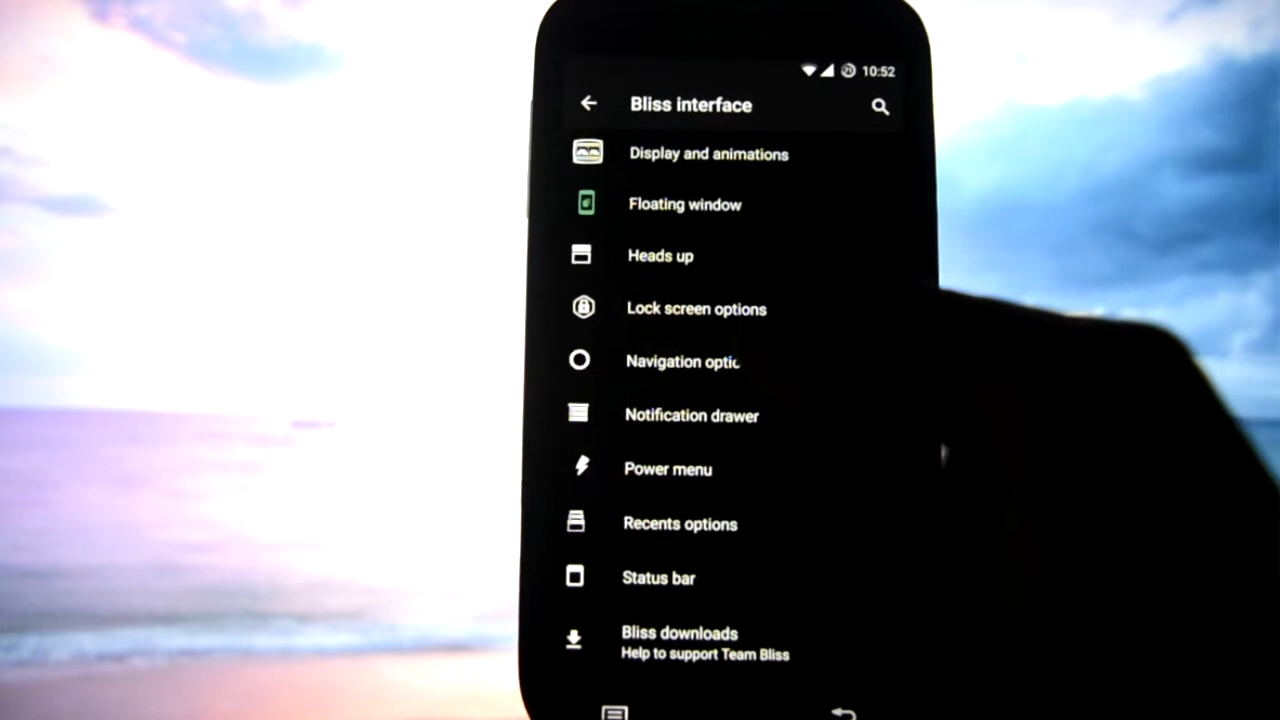 10:52
Bliss interface
Display and animations
Floating window
Heads up
Lock screen options
Navigation optic
Notification drawer
Power menu
Recents options
Status bar
Bliss downloads
Help to support Team Bliss